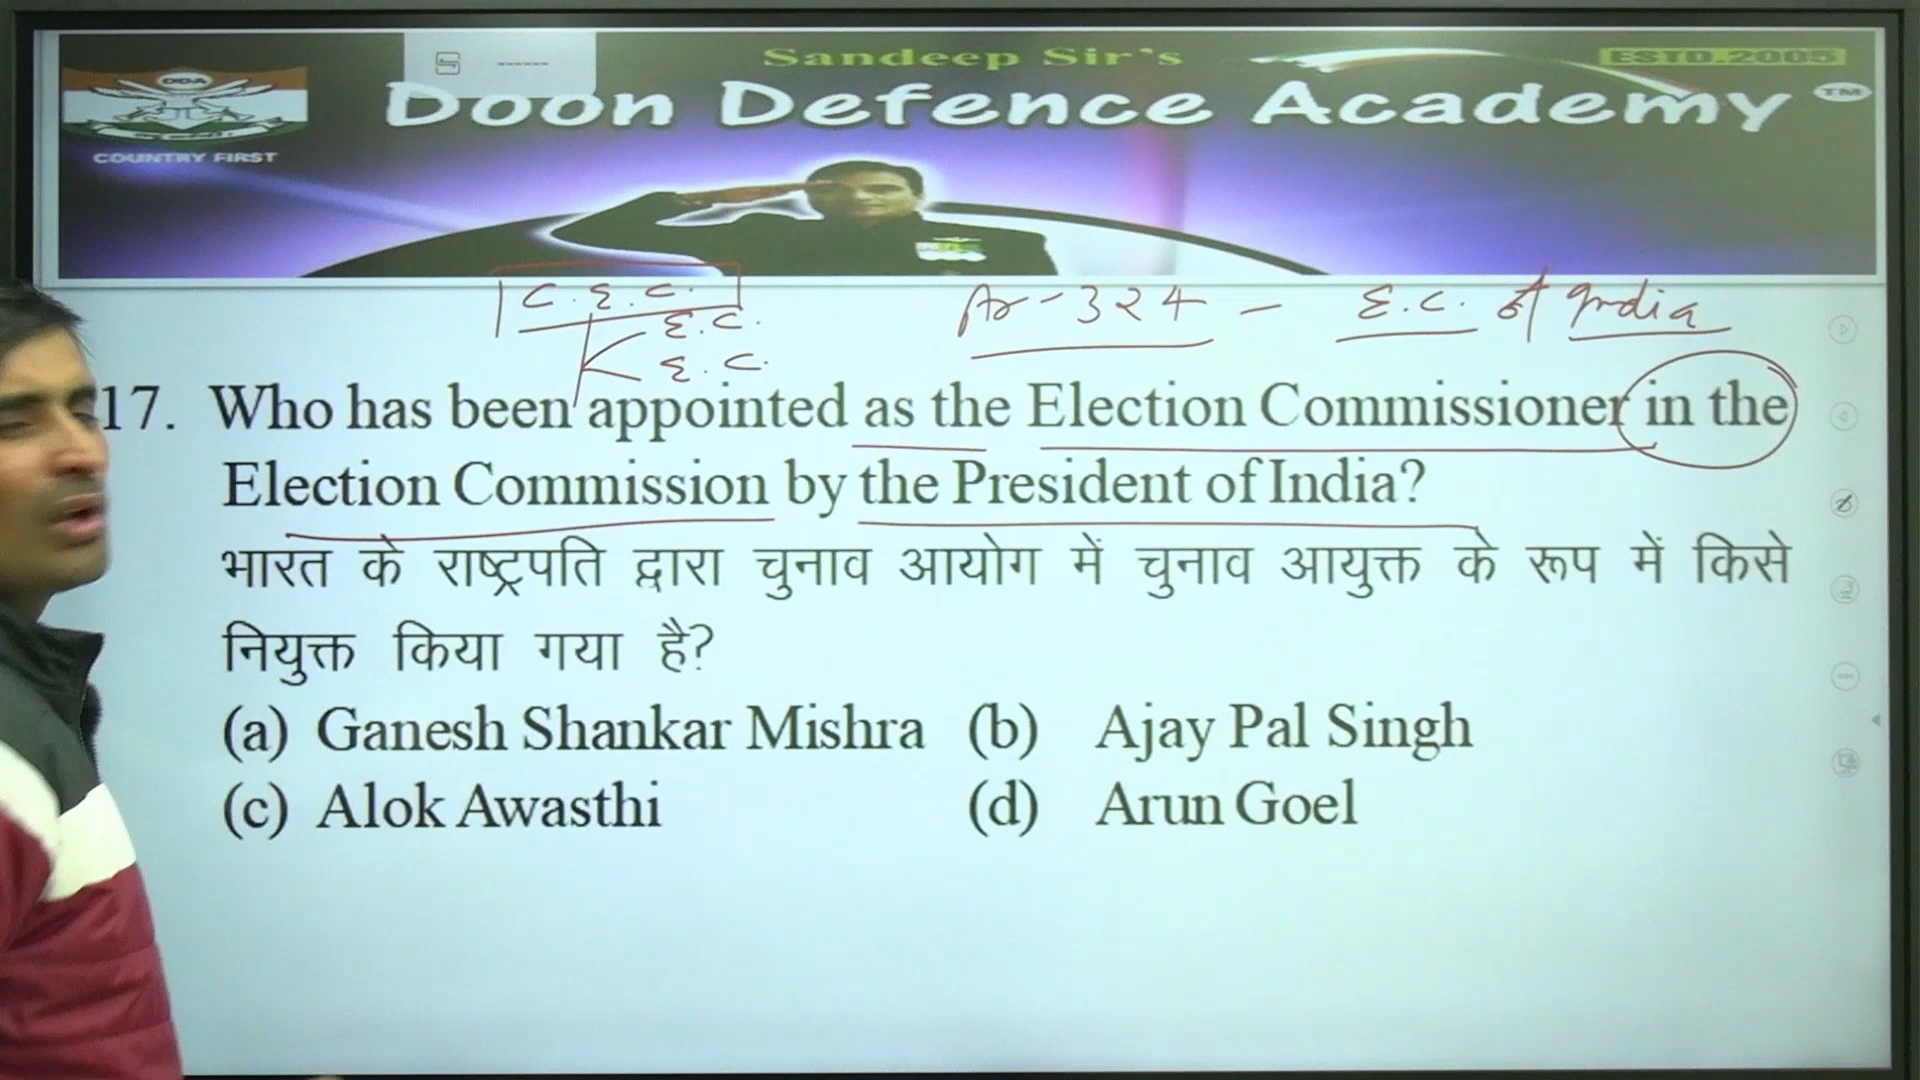 Sandeep Sir's
ESTD.2005
Doon Defence Academy TM
DDA
COUNTRY FIRST
C.E.C.
E.C.
E.C.
Ar-324 - E.C. of India
17. Who has been appointed as the Election Commissioner in the
Election Commission by the President of India?
भारत के राष्ट्रपति द्वारा चुनाव आयोग में चुनाव आयुक्त के रूप में किसे
नियुक्त किया गया है?
(a) Ganesh Shankar Mishra (b) Ajay Pal Singh
(c) Alok Awasthi (d) Arun Goel